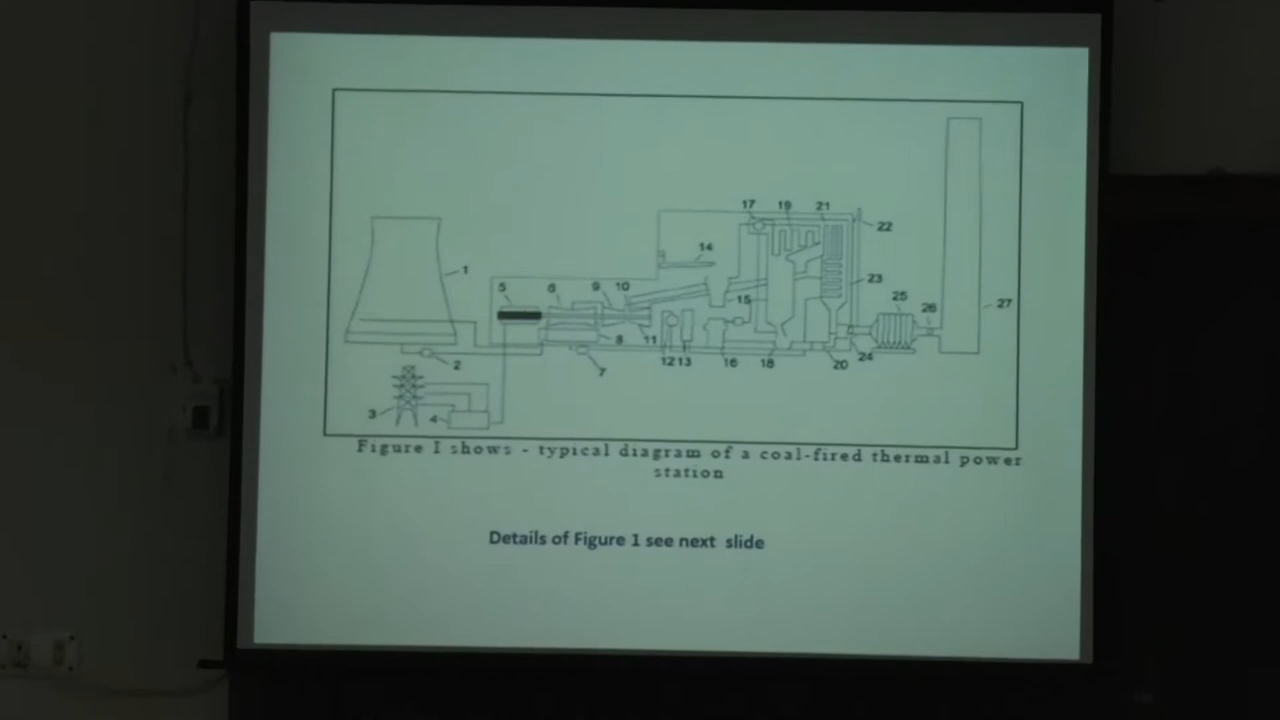 17 19 21
22
14
1
23
5 6 9 10
15
25
26
27
8 11
2
7
12 13 16 18 20 24
3
4
Figure I shows - typical diagram of a coal-fired thermal power
station
Details of Figure 1 see next slide